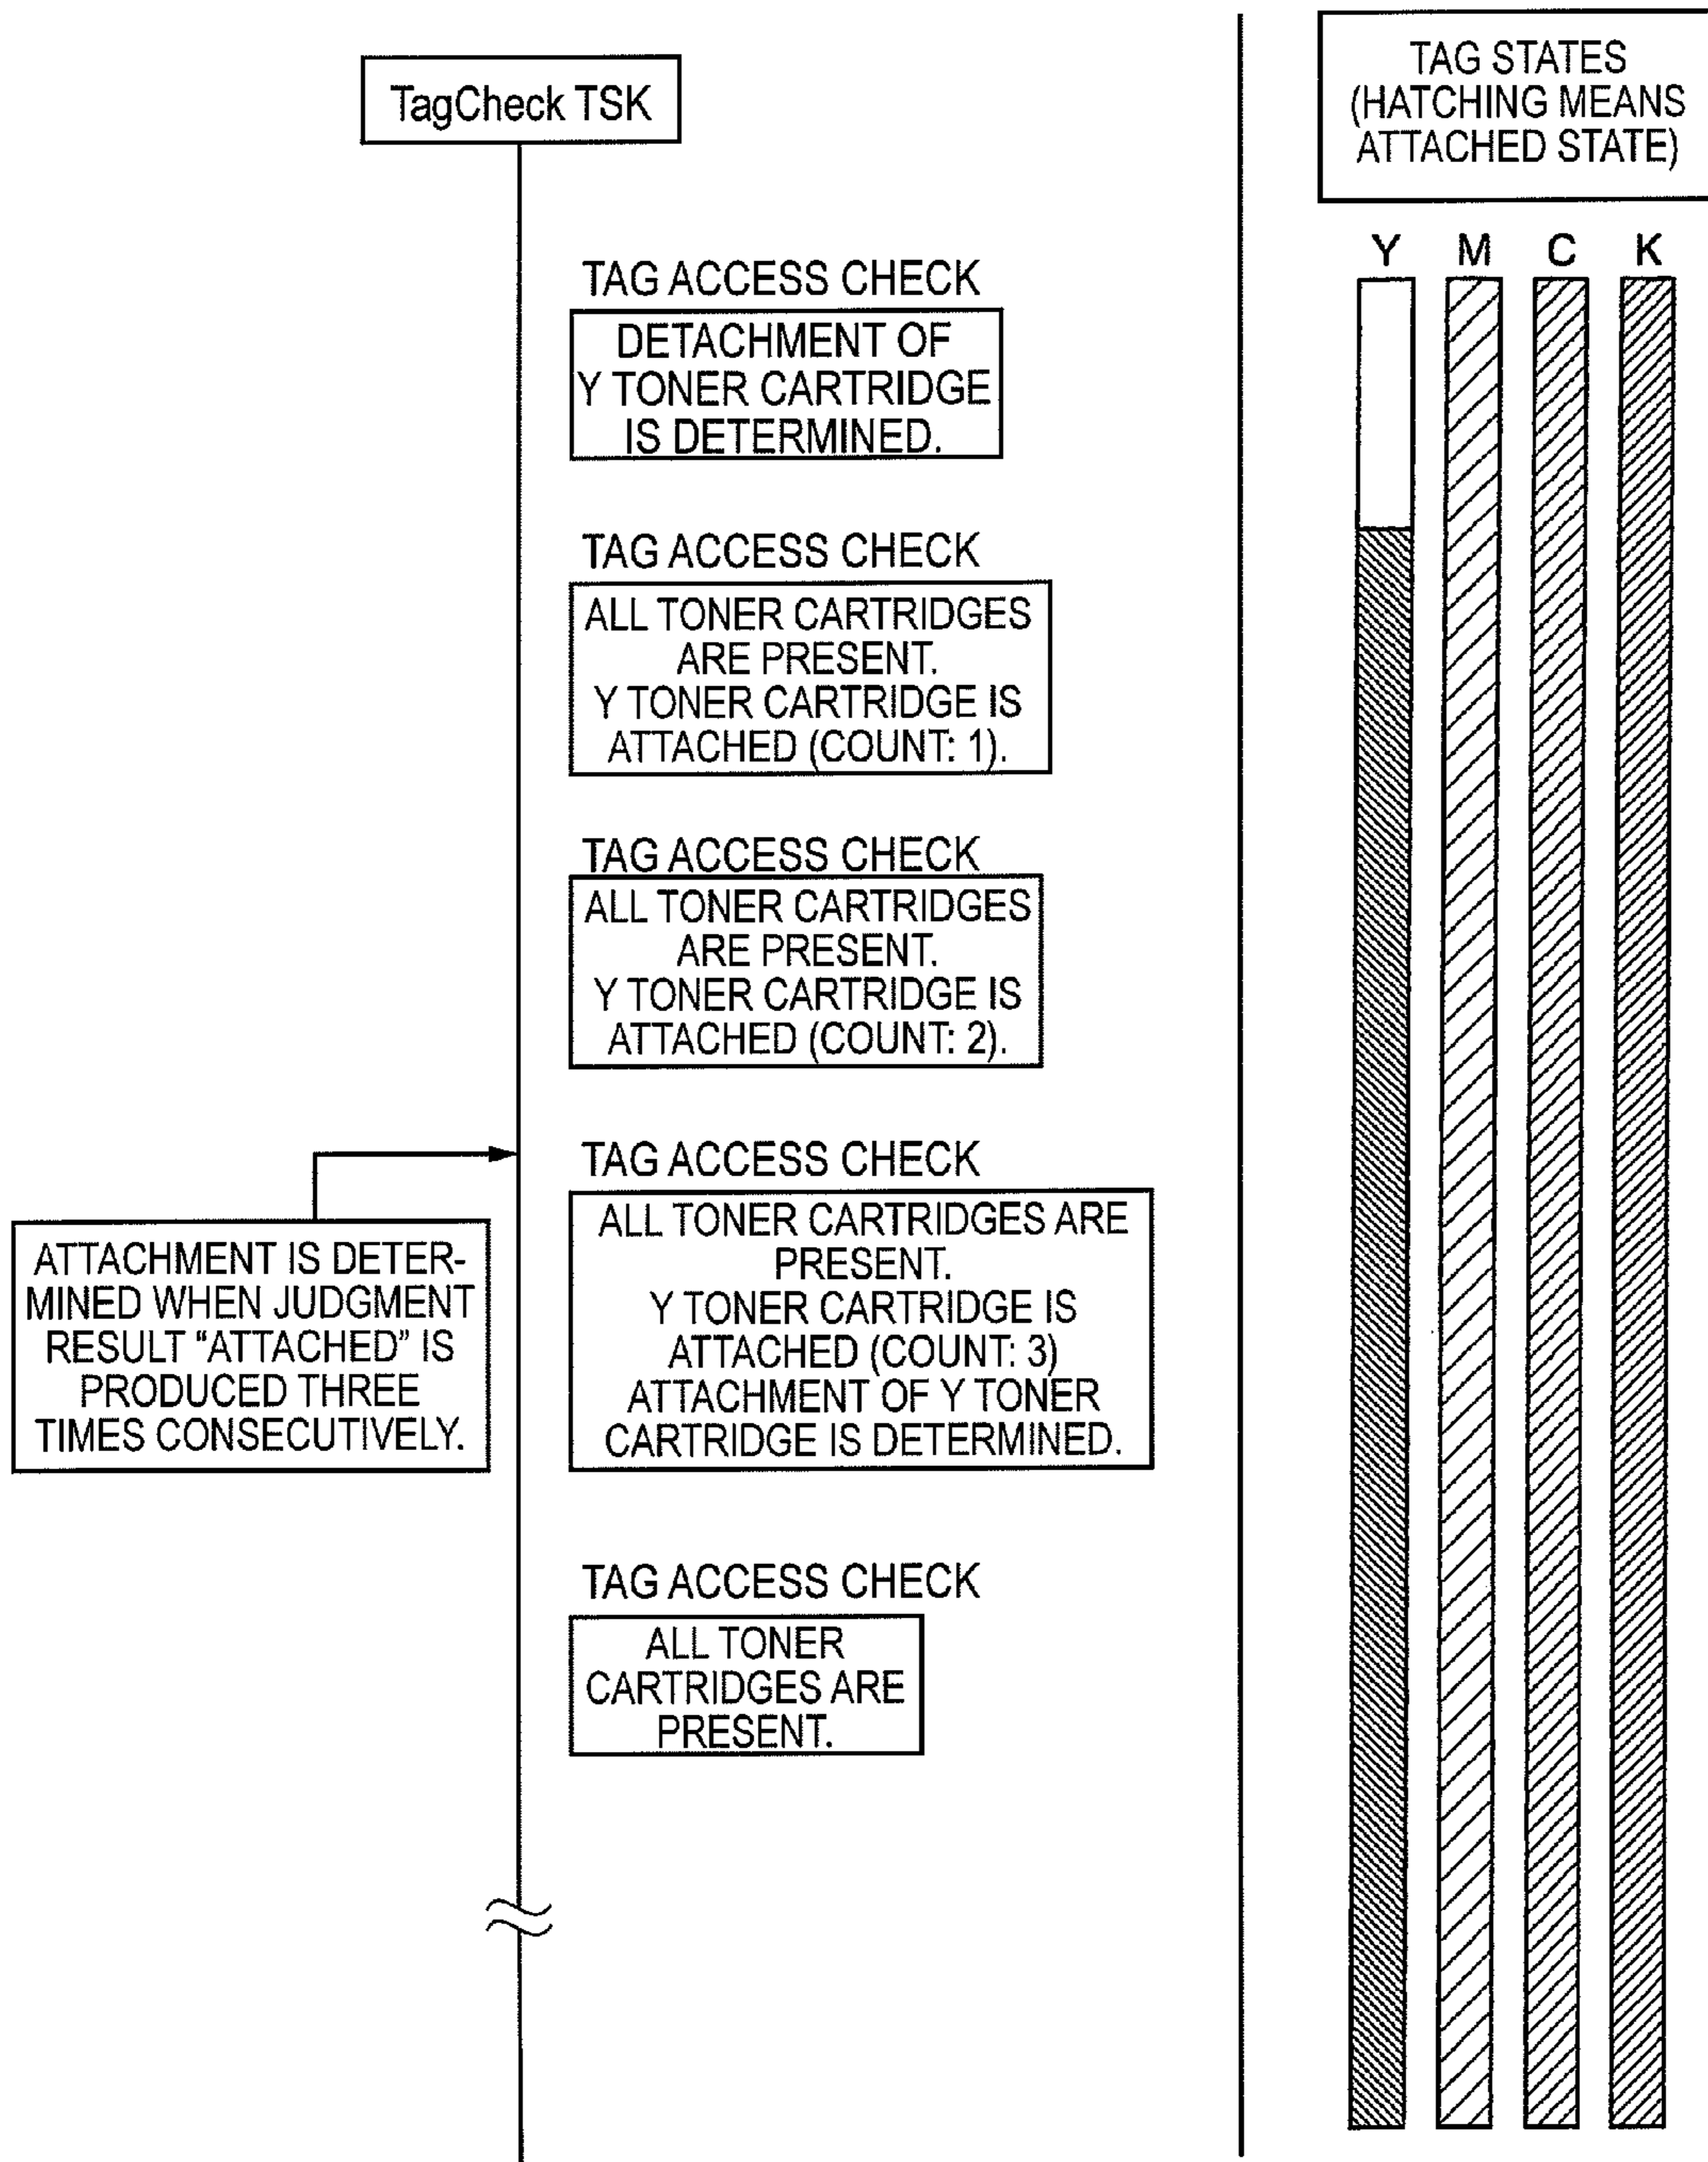 TagCheck TSK
TAG ACCESS CHECK
DETACHMENT OF
Y TONER CARTRIDGE
IS DETERMINED.
TAG ACCESS CHECK
ALL TONER CARTRIDGES
ARE PRESENT.
Y TONER CARTRIDGE IS
ATTACHED (COUNT: 1).
TAG ACCESS CHECK
ALL TONER CARTRIDGES
ARE PRESENT.
Y TONER CARTRIDGE IS
ATTACHED (COUNT: 2).
ATTACHMENT IS DETER-
MINED WHEN JUDGMENT
RESULT “ATTACHED” IS
PRODUCED THREE
TIMES CONSECUTIVELY.
TAG ACCESS CHECK
ALL TONER CARTRIDGES ARE
PRESENT.
Y TONER CARTRIDGE IS
ATTACHED (COUNT: 3)
ATTACHMENT OF Y TONER
CARTRIDGE IS DETERMINED.
TAG ACCESS CHECK
ALL TONER
CARTRIDGES ARE
PRESENT.
TAG STATES
(HATCHING MEANS
ATTACHED STATE)
Y M C K